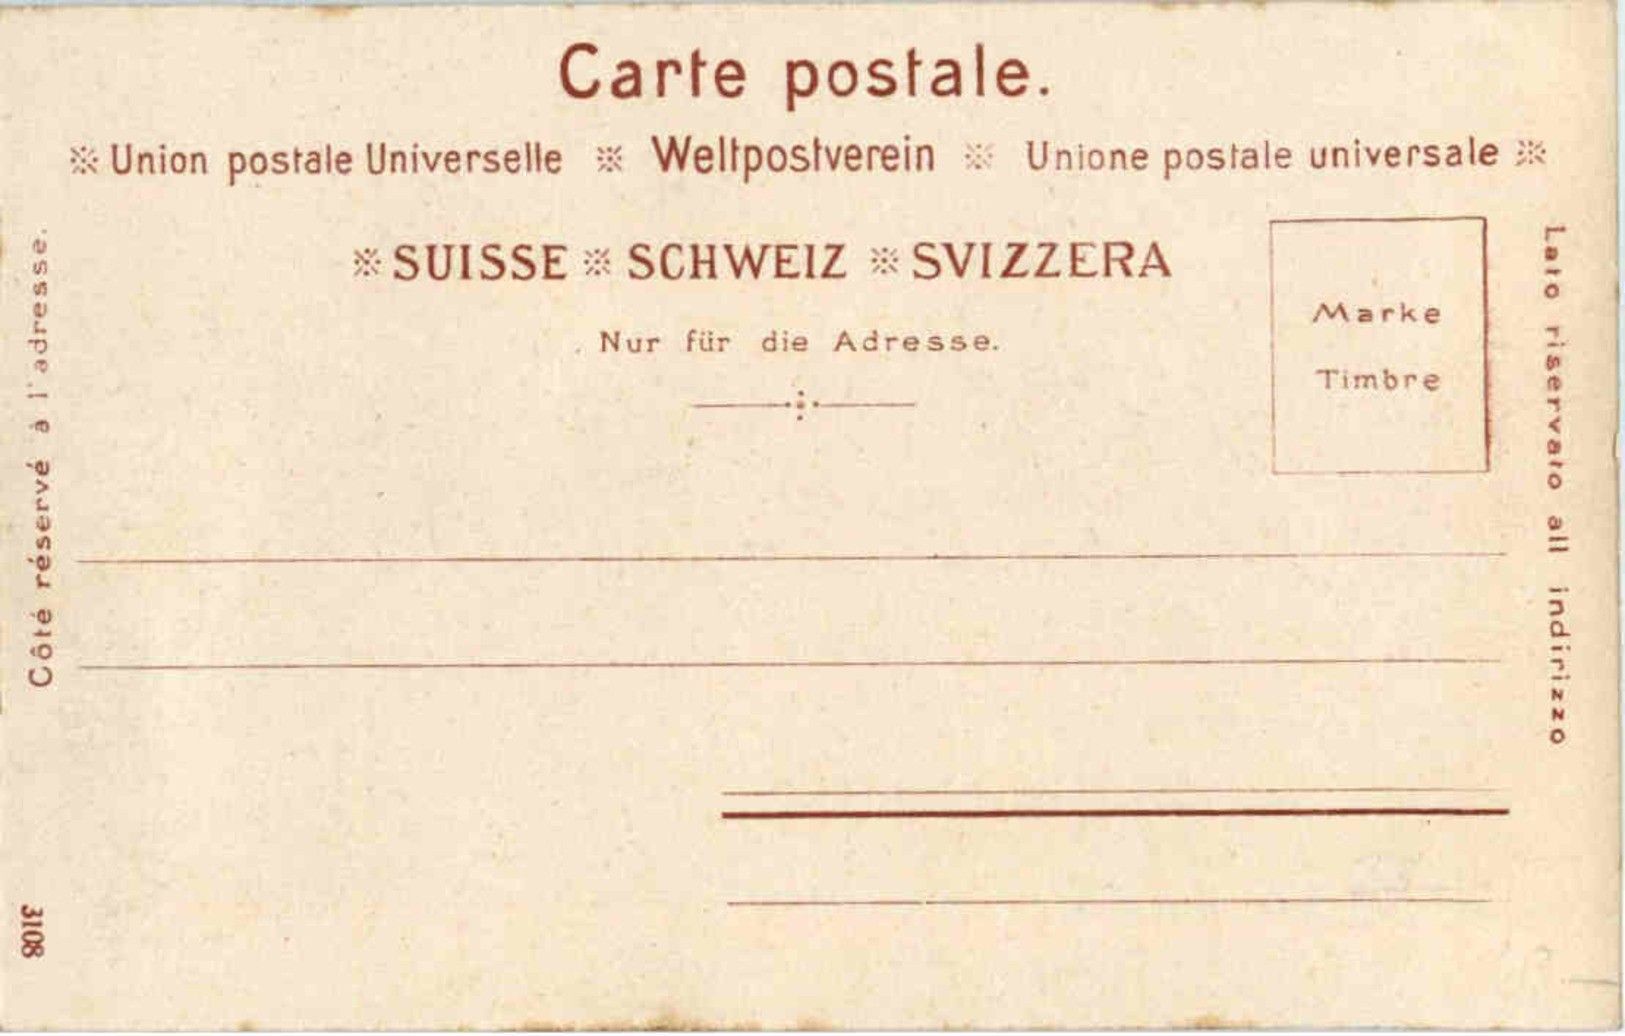 Carte postale.
Union postale Universelle Weltpostverein Unione postale universale
SUISSE SCHWEIZ SVIZZERA
Nur für die Adresse.
Marke
Timbre
Côté réservé à l'adresse.
Lato riservato all indirizzo
3108